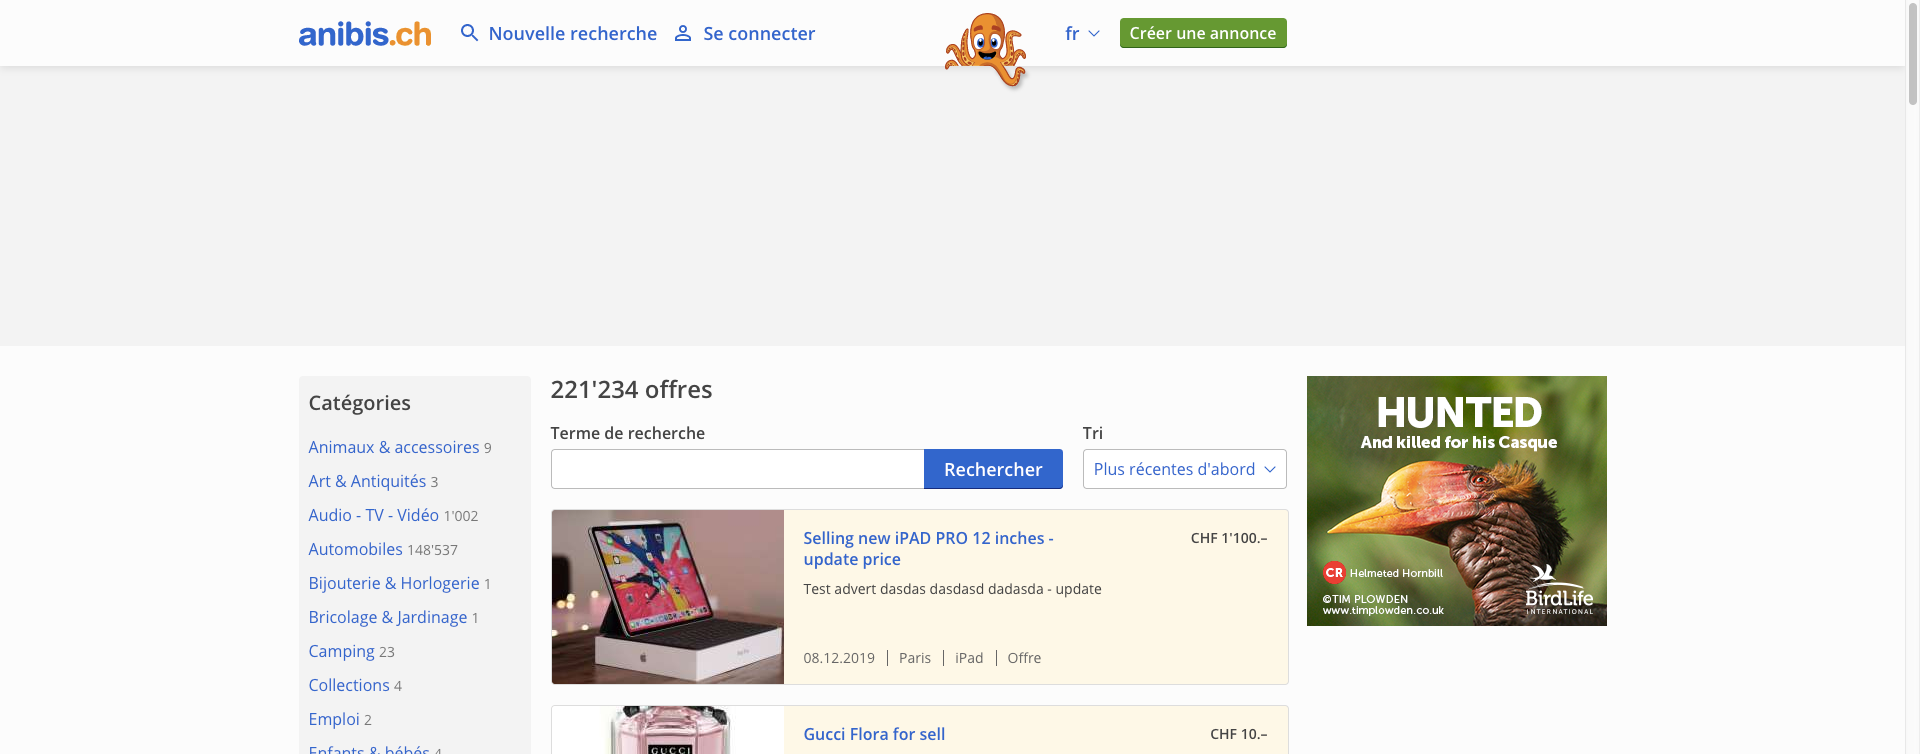 anibis.ch
Nouvelle recherche
Se connecter
fr
Créer une annonce
Catégories
Animaux & accessoires 9
Art & Antiquités 3
Audio - TV - Vidéo 1'002
Automobiles 148'537
Bijouterie & Horlogerie 1
Bricolage & Jardinage 1
Camping 23
Collections 4
Emploi 2
Enfants & bébés 4
221'234 offres
Terme de recherche
Rechercher
Tri
Plus récentes d'abord
Selling new iPAD PRO 12 inches -
update price
CHF 1'100.–
Test advert dasdas dasdasd dadasda - update
08.12.2019 | Paris | iPad | Offre
GUCCI
Gucci Flora for sell
CHF 10.–
HUNTED
And killed for his Casque
CR Helmeted Hornbill
©TIM PLOWDEN
www.timplowden.co.uk
BirdLife
INTERNATIONAL